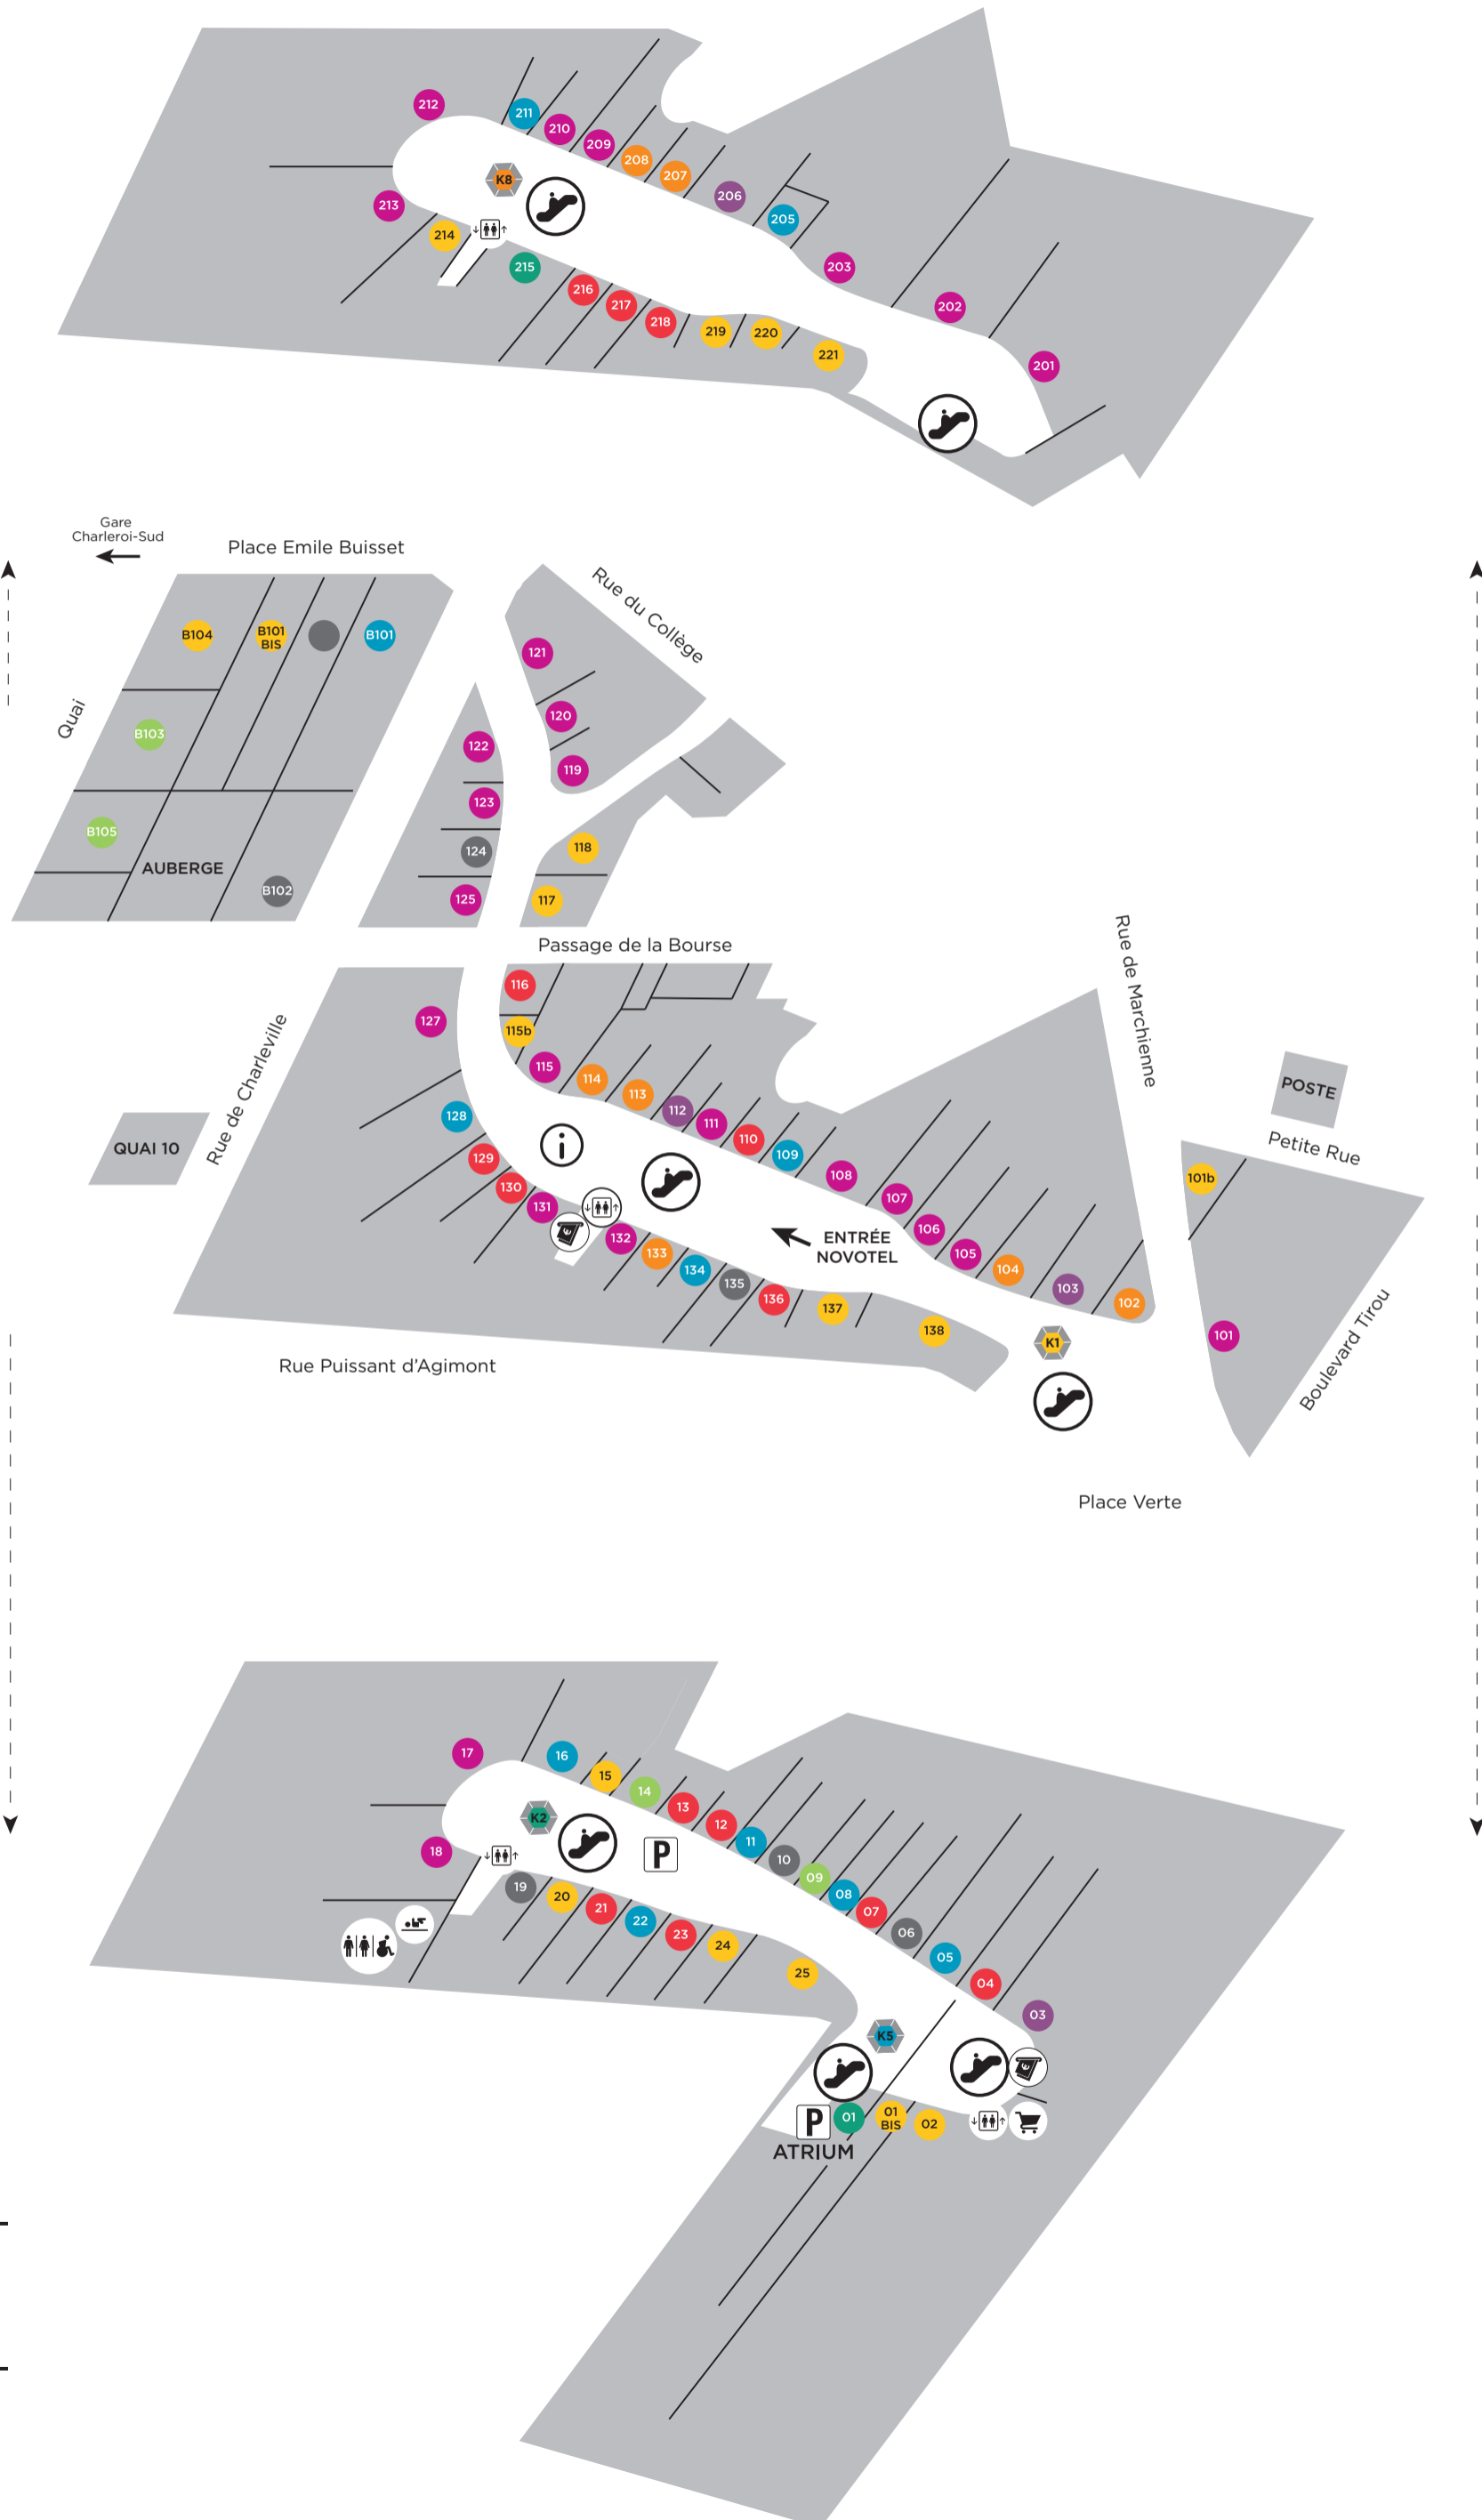 212
211
210
209
208
207
206
205
203
202
201
K8
213
214
215
216
217
218
219
220
221
Gare
Charleroi-Sud
Place Emile Buisset
Rue du Collège
B104
B101
BIS
B101
Quai
B103
B105
AUBERGE
B102
121
120
119
122
123
124
125
118
117
Passage de la Bourse
Rue de Marchienne
116
115b
127
115
114
113
112
111
110
109
108
107
106
105
104
103
102
Rue de Charleville
QUAI 10
128
129
130
131
132
133
134
135
136
137
138
ENTRÉE
NOVOTEL
K1
POSTE
Petite Rue
101b
101
Boulevard Tirou
Rue Puissant d'Agimont
Place Verte
17
16
15
14
13
12
11
10
09
08
07
06
05
04
03
K2
P
18
19
20
21
22
23
24
25
K5
P
01
01
BIS
02
ATRIUM